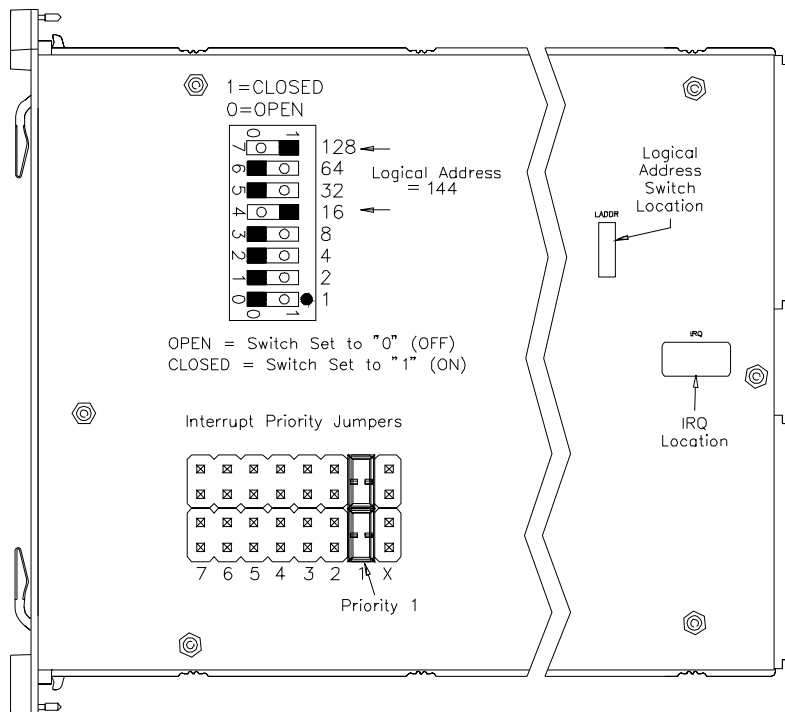 1=CLOSED
0=OPEN
0 1
7 128
6 64
5 32
4 16
3 8
2 4
1 2
0 1
0 1
Logical Address
= 144
OPEN = Switch Set to "0" (OFF)
CLOSED = Switch Set to "1" (ON)
Interrupt Priority Jumpers
7 6 5 4 3 2 1 X
Priority 1
Logical
Address
Switch
Location
LADDR
IRQ
IRQ
Location